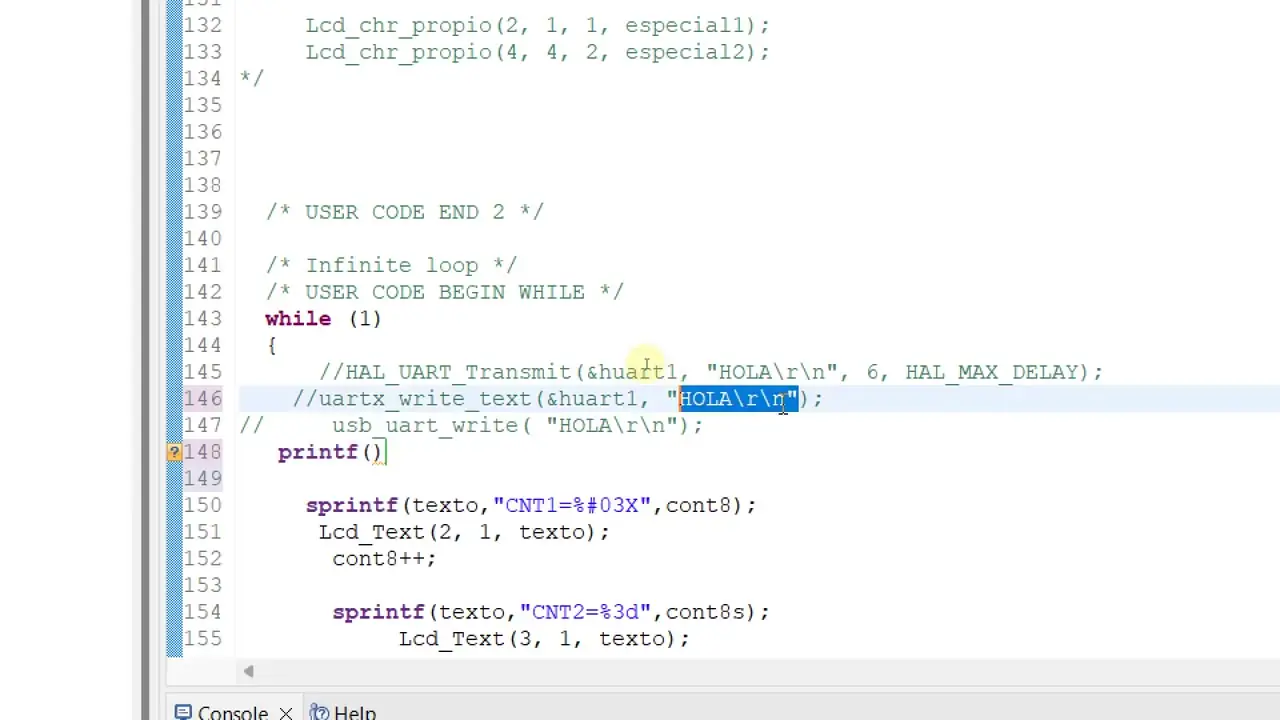 132 Lcd_chr_propio(2, 1, 1, especial1);
133 Lcd_chr_propio(4, 4, 2, especial2);
134 */
135
136
137
138
139 /* USER CODE END 2 */
140
141 /* Infinite loop */
142 /* USER CODE BEGIN WHILE */
143 while (1)
144 {
145 //HAL_UART_Transmit(&huart1, "HOLA\r\n", 6, HAL_MAX_DELAY);
146 //uartx_write_text(&huart1, "HOLA\r\n");
147 // usb_uart_write( "HOLA\r\n");
148 printf()
149
150 sprintf(texto,"CNT1=%#03X",cont8);
151 Lcd_Text(2, 1, texto);
152 cont8++;
153
154 sprintf(texto,"CNT2=%3d",cont8s);
155 Lcd_Text(3, 1, texto);
Console Help